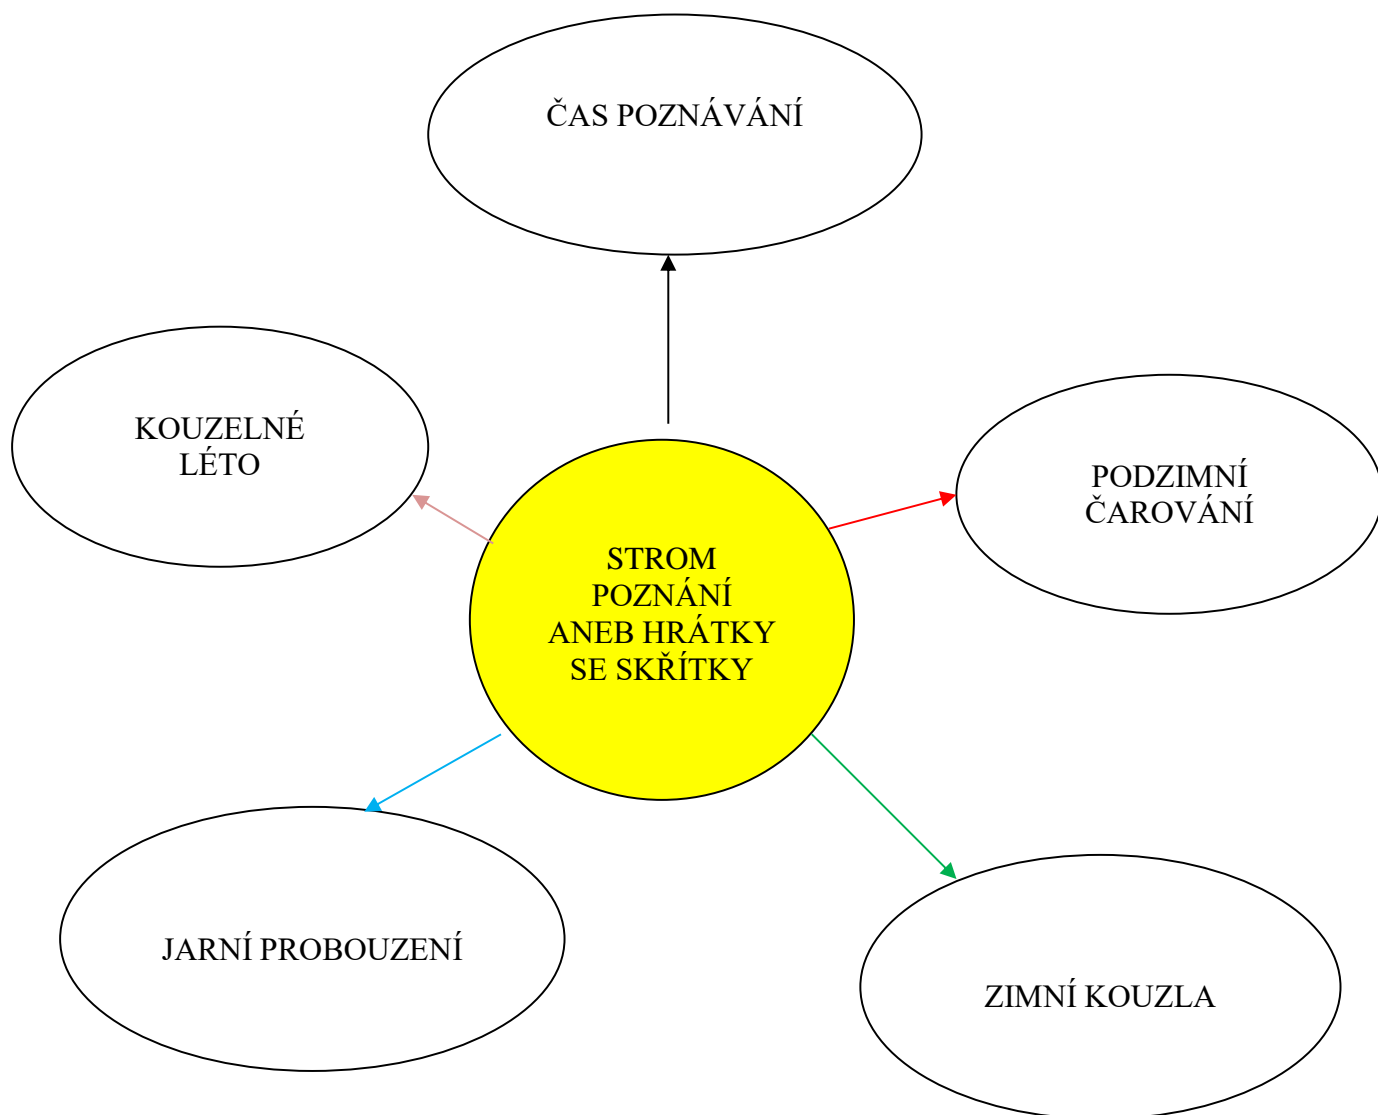 ČAS POZNÁVÁNÍ
KOUZELNÉ
LÉTO
PODZIMNÍ
ČAROVÁNÍ
STROM
POZNÁNÍ
ANEB HRÁTKY
SE SKŘÍTKY
JARNÍ PROBOUZENÍ
ZIMNÍ KOUZLA